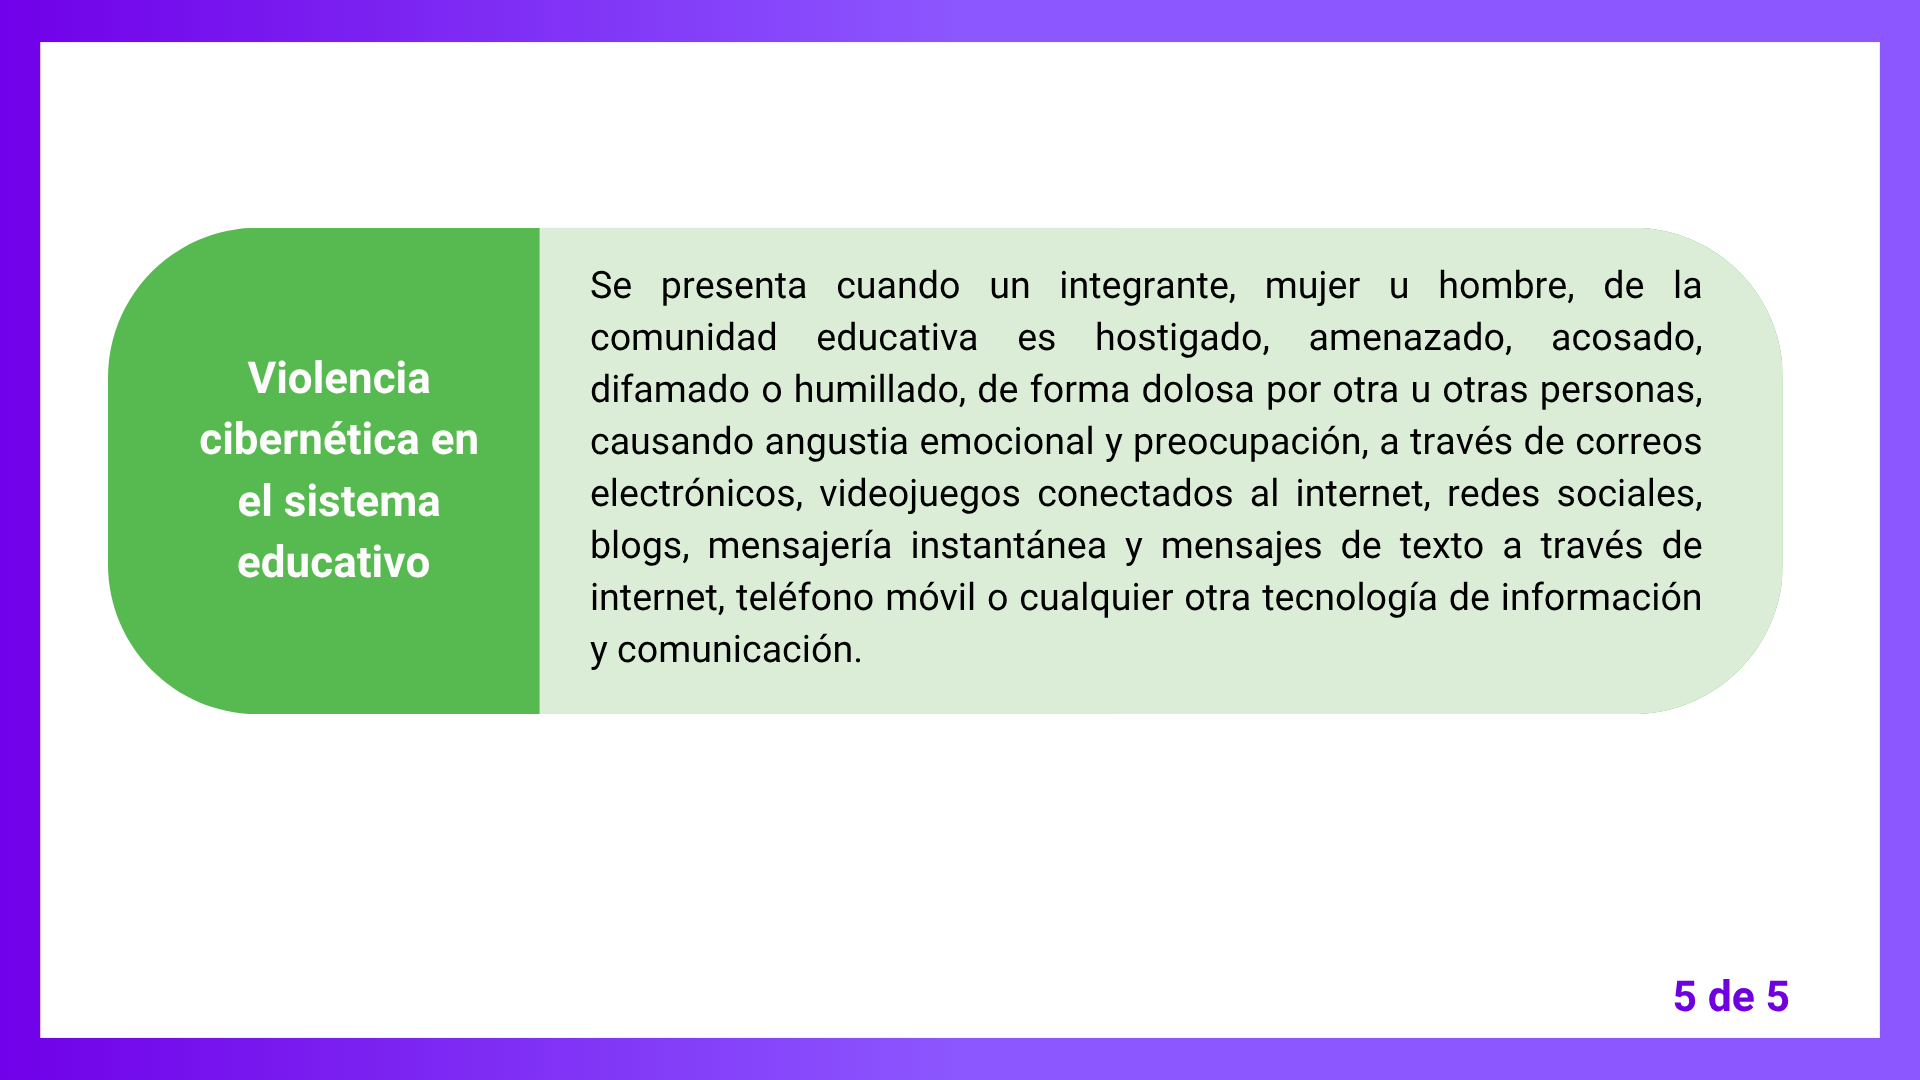 Violencia
cibernética en
el sistema
educativo
Se presenta cuando un integrante, mujer u hombre, de la
comunidad educativa es hostigado, amenazado, acosado,
difamado o humillado, de forma dolosa por otra u otras personas,
causando angustia emocional y preocupación, a través de correos
electrónicos, videojuegos conectados al internet, redes sociales,
blogs, mensajería instantánea y mensajes de texto a través de
internet, teléfono móvil o cualquier otra tecnología de información
y comunicación.
5 de 5